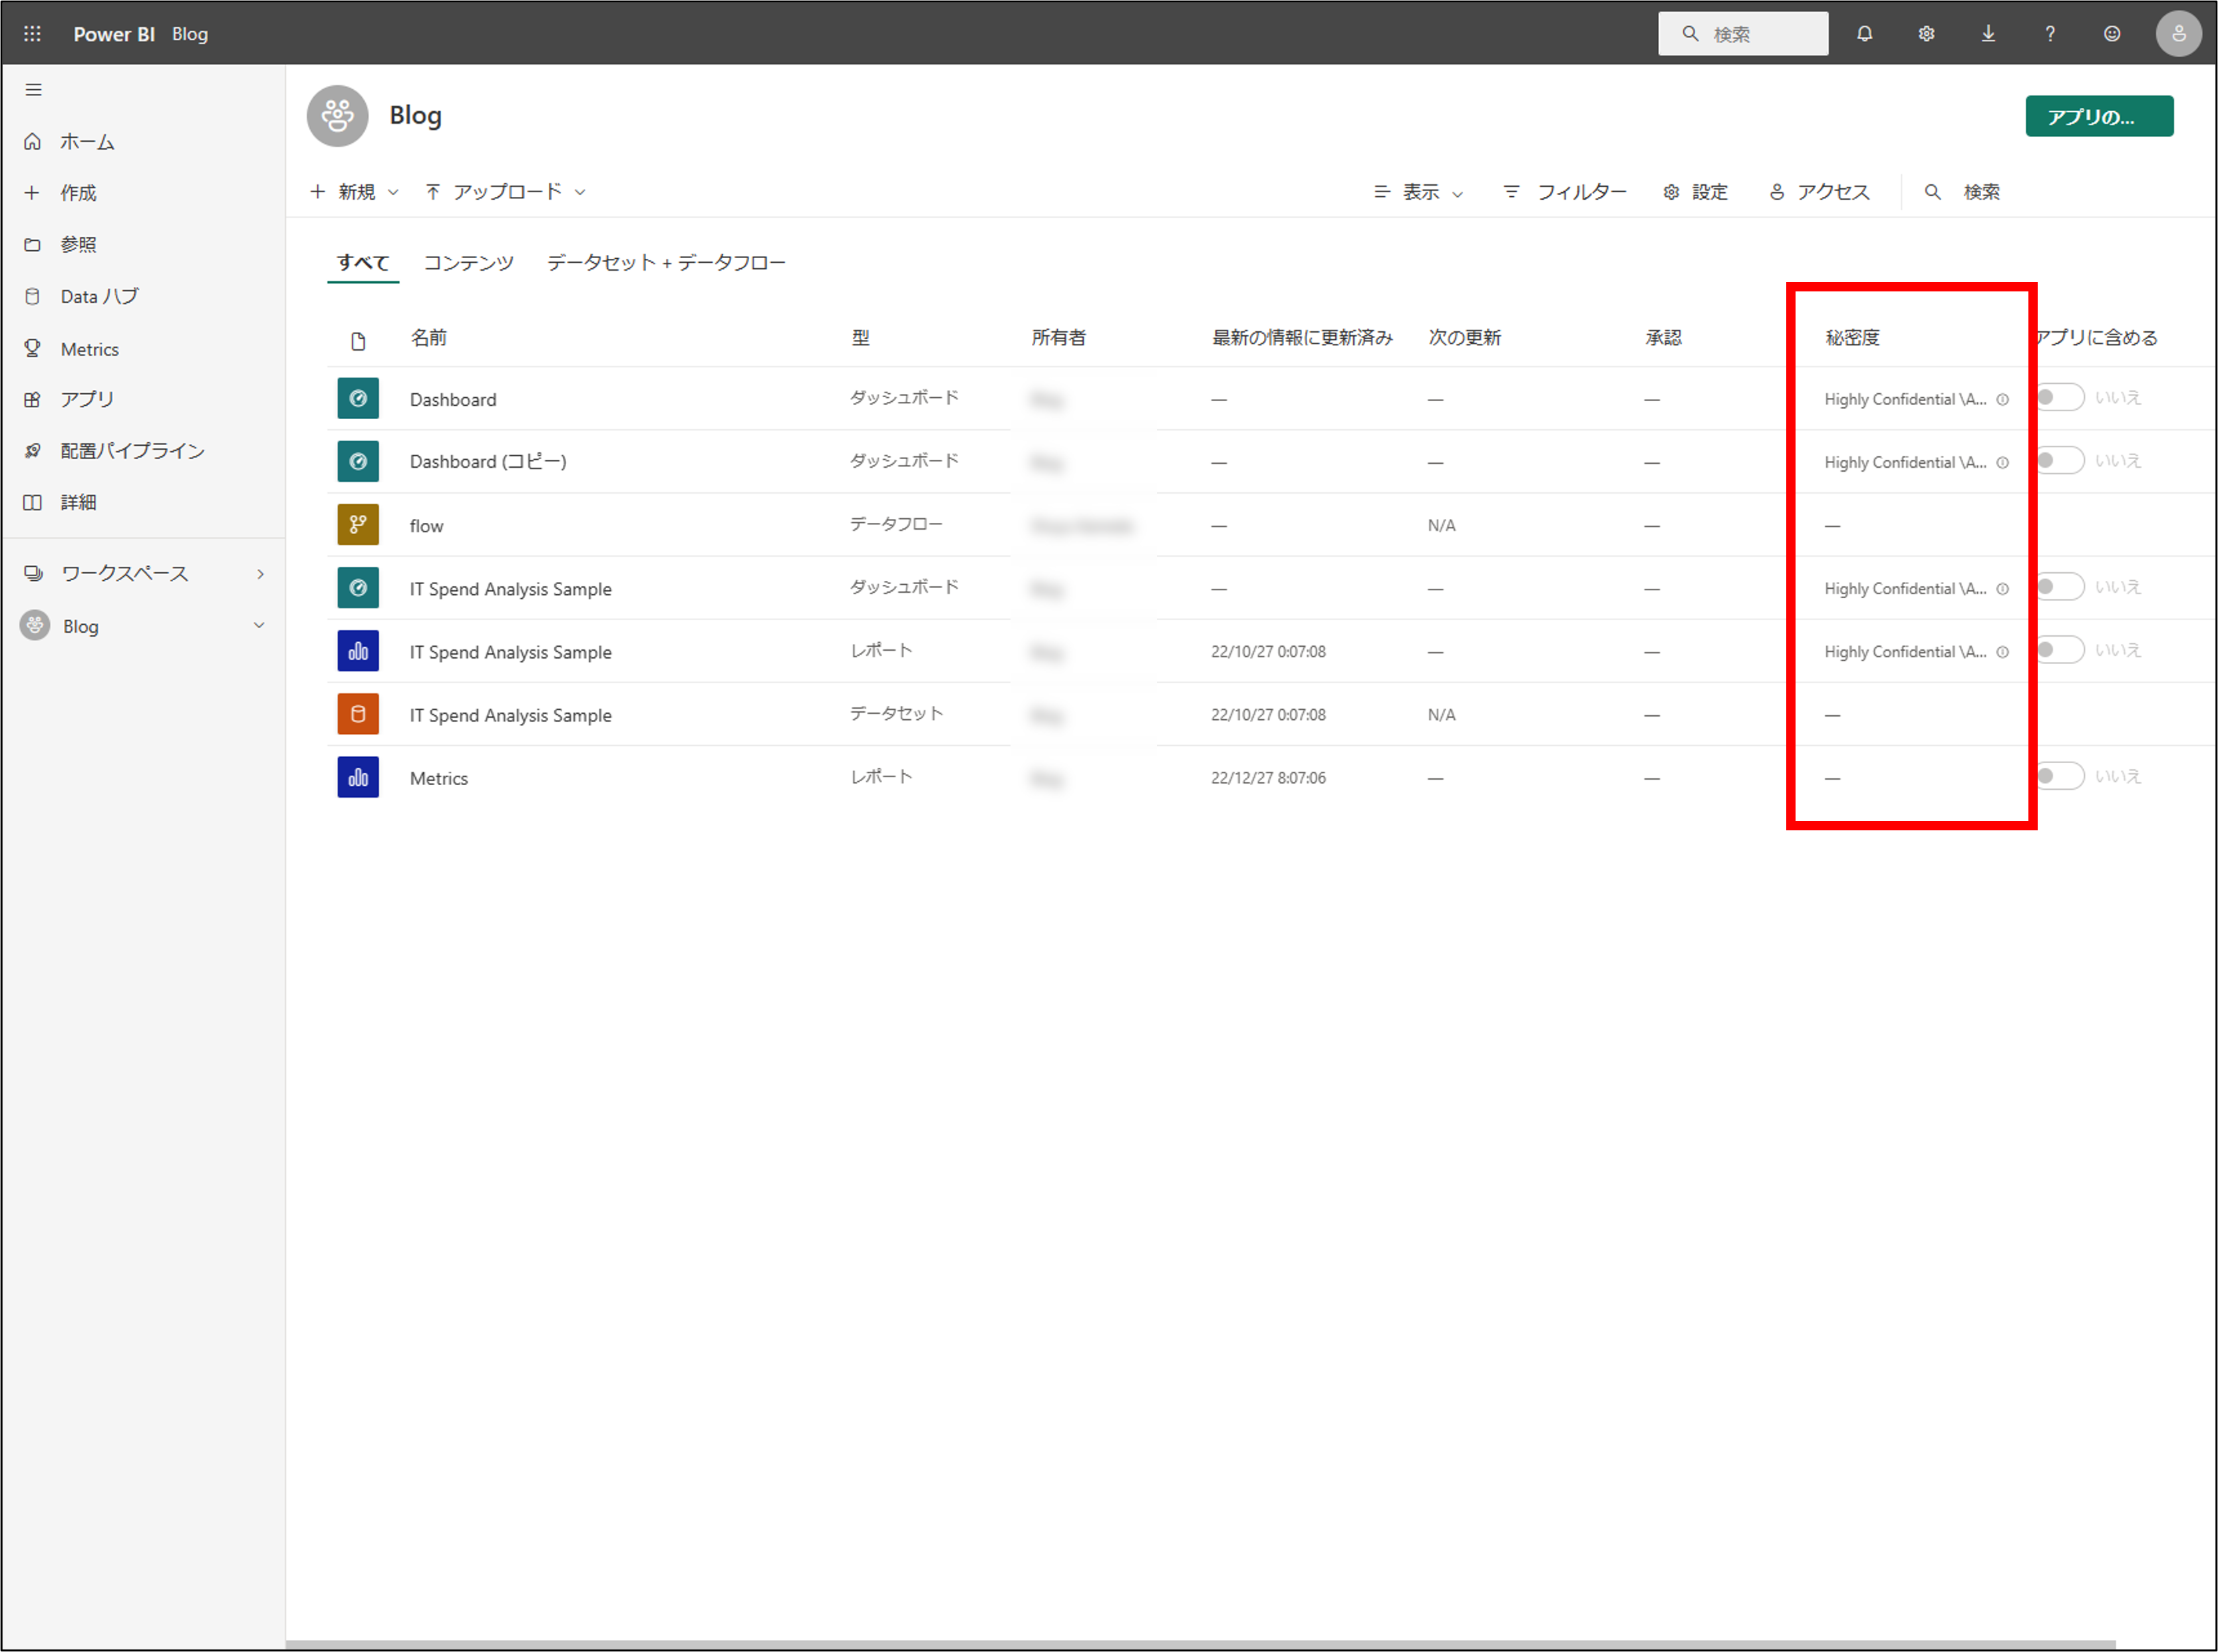 Power BI Blog 検索 ?
ホーム
作成
参照
Data ハブ
Metrics
アプリ
配置パイプライン
詳細
ワークスペース
Blog
Blog
アプリの...
新規 アップロード 表示 フィルター 設定 アクセス 検索
すべて コンテンツ データセット + データフロー
名前 型 所有者 最新の情報に更新済み 次の更新 承認 秘密度 アプリに含める
Dashboard ダッシュボード — — — Highly Confidential \A... いいえ
Dashboard (コピー) ダッシュボード — — — Highly Confidential \A... いいえ
flow データフロー — N/A — —
IT Spend Analysis Sample ダッシュボード — — — Highly Confidential \A... いいえ
IT Spend Analysis Sample レポート 22/10/27 0:07:08 — — Highly Confidential \A... いいえ
IT Spend Analysis Sample データセット 22/10/27 0:07:08 N/A — —
Metrics レポート 22/12/27 8:07:06 — — — いいえ